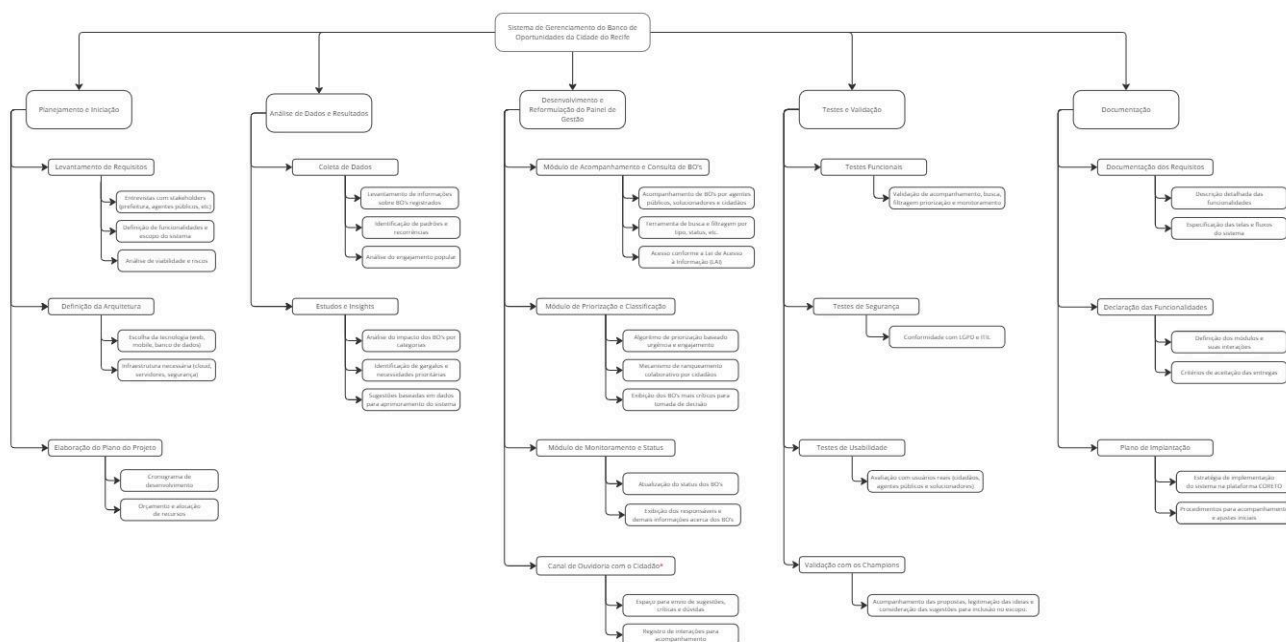 Sistema de Gerenciamento do Banco de
Oportunidades da Cidade do Recife
Planejamento e Iniciação
Levantamento de Requisitos
Entrevistas com stakeholders
(prefeitura, agentes públicos, etc)
Definição de funcionalidades e
escopo do sistema
Análise de viabilidade e riscos
Definição da Arquitetura
Escolha da tecnologia (web,
mobile, banco de dados)
Infraestrutura necessária (cloud,
servidores, segurança)
Elaboração do Plano do Projeto
Cronograma de
desenvolvimento
Orçamento e alocação
de recursos
Análise de Dados e Resultados
Coleta de Dados
Levantamento de informações
sobre BO's registrados
Identificação de padrões e
recorrências
Análise do engajamento popular
Estudos e Insights
Análise do impacto dos BO's por
categorias
Identificação de gargalos e
necessidades prioritárias
Sugestões baseadas em dados
para aprimoramento do sistema
Desenvolvimento e
Reformulação do Painel de
Gestão
Módulo de Acompanhamento e Consulta de BO's
Acompanhamento de BO's por agentes
públicos, solucionadores e cidadãos
Ferramenta de busca e filtragem por
tipo, status, etc.
Acesso conforme a Lei de Acesso
à Informação (LAI)
Módulo de Priorização e Classificação
Algoritmo de priorização baseado
urgência e engajamento
Mecanismo de ranqueamento
colaborativo por cidadãos
Exibição dos BO's mais críticos para
tomada de decisão
Módulo de Monitoramento e Status
Atualização do status dos BO's
Exibição dos responsáveis e
demais informações acerca dos BO's
Canal de Ouvidoria com o Cidadão*
Espaço para envio de sugestões,
críticas e dúvidas
Registro de interações para
acompanhamento
Testes e Validação
Testes Funcionais
Validação de acompanhamento, busca,
filtragem priorização e monitoramento
Testes de Segurança
Conformidade com LGPD e
Testes de Usabilidade
Avaliação com usuários reais (cidadãos,
agentes públicos e solucionadores)
Validação com os Champions
Acompanhamento das propostas, legitimação das ideias e
consideração das sugestões para inclusão no escopo.
Documentação
Documentação dos Requisitos
Descrição detalhada das
funcionalidades
Especificação das telas e fluxos
do sistema
Declaração das Funcionalidades
Definição dos módulos e
suas interações
Critérios de aceitação das entregas
Plano de Implantação
Estratégia de implementação
do sistema na plataforma CORETO
Procedimentos para acompanhamento
e ajustes iniciais